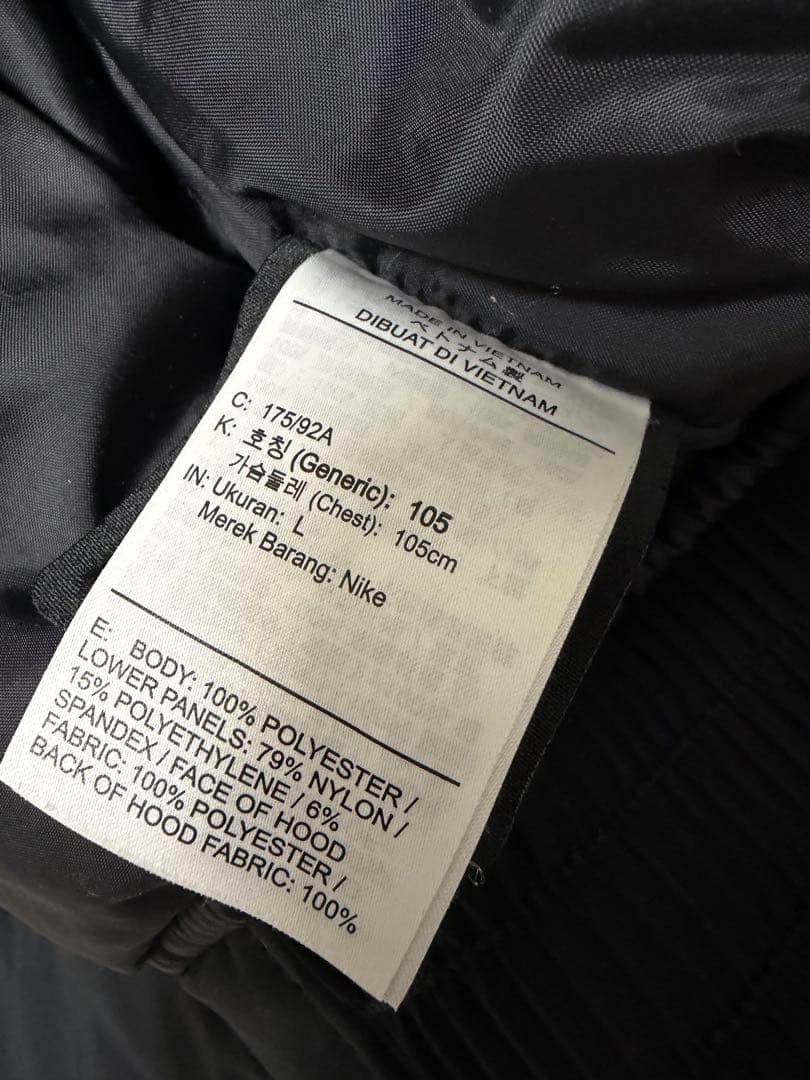 MADE IN VIETNAM
ベトナム製
DIBUAT DI VIETNAM
C: 175/92A
K: 호칭 (Generic): 105
가슴둘레 (Chest): 105cm
IN: Ukuran: L
Merek Barang: Nike
E: BODY: 100% POLYESTER /
LOWER PANELS: 79% NYLON /
15% POLYETHYLENE / 6%
SPANDEX / FACE OF HOOD
FABRIC: 100% POLYESTER /
BACK OF HOOD FABRIC: 100%